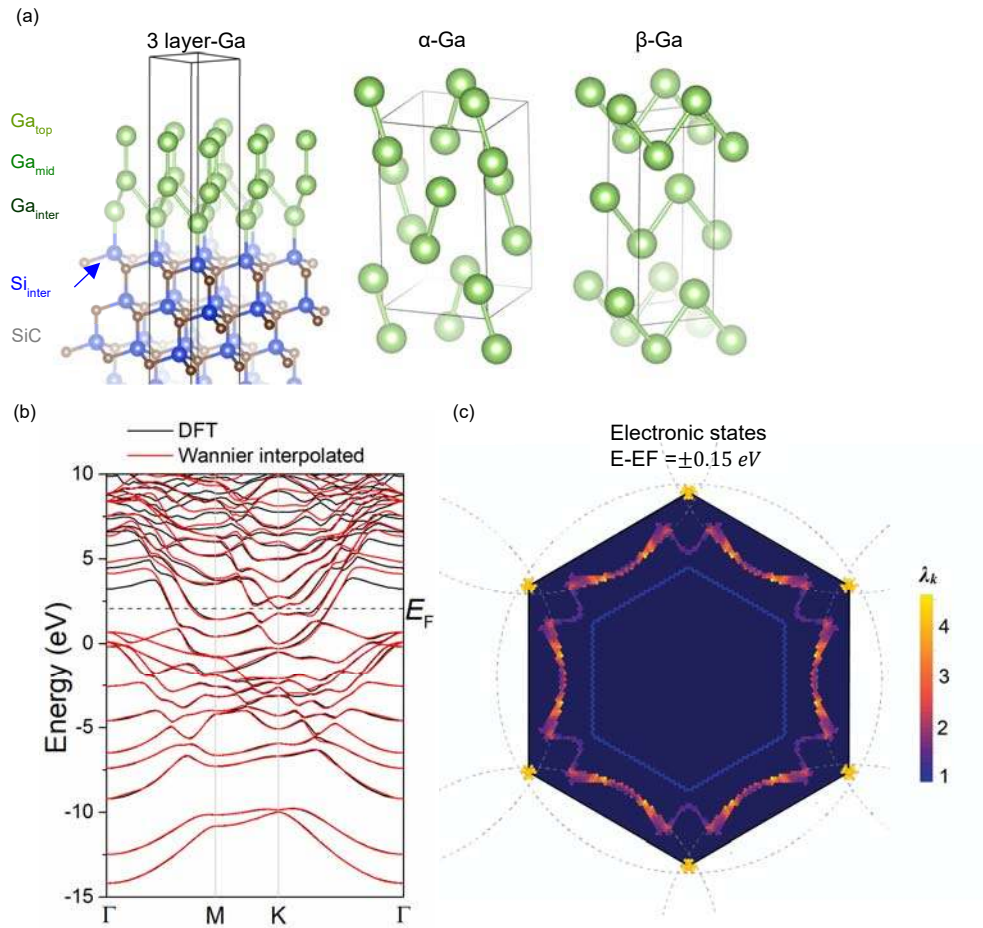 (a)
3 layer-Ga
α-Ga
β-Ga
Ga_top
Ga_mid
Ga_inter
Si_inter
SiC
(b)
DFT
Wannier interpolated
Energy (eV)
10
5
0
-5
-10
-15
E_F
Γ M K Γ
(c)
Electronic states
E-EF =±0.15 eV
λ_k
4
3
2
1